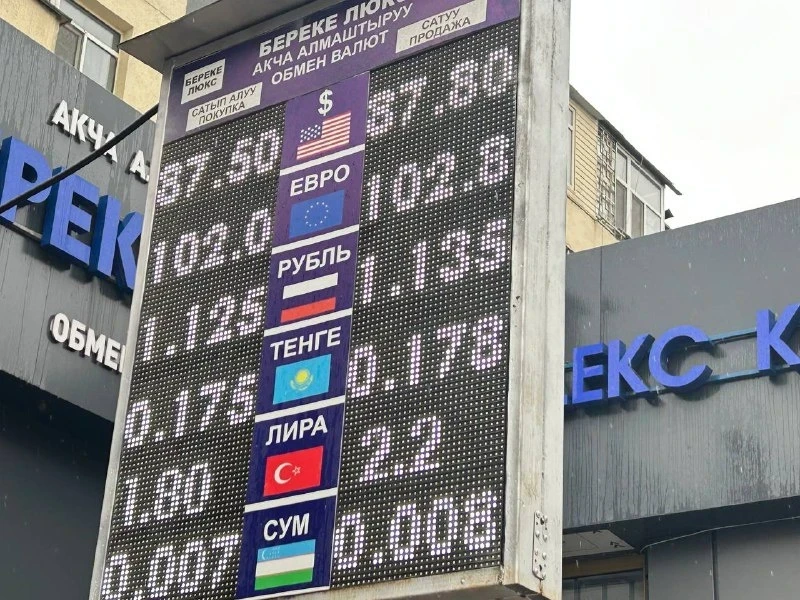 БЕРЕКЕ ЛЮКС
АКЧА АЛМАШТЫРУУ
ОБМЕН ВАЛЮТ
БЕРЕКЕ
ЛЮКС
САТЫП АЛУУ
ПОКУПКА
САТУУ
ПРОДАЖА
87.50 $ 87.80
102.0 ЕВРО 102.8
1.125 РУБЛЬ 1.135
0.175 ТЕНГЕ 0.178
1.80 ЛИРА 2.2
0.007 СУМ 0.008
АКЧА А
РЕК
ОБМЕ
ЕКС К